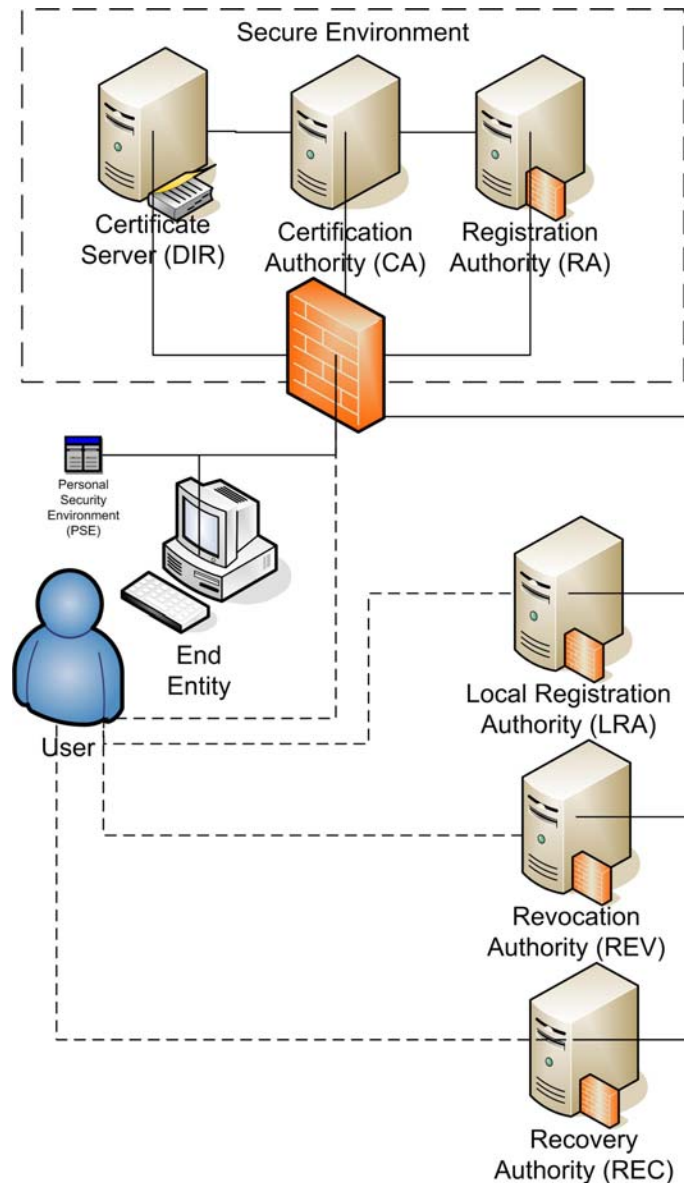 Secure Environment
Certificate
Server (DIR)
Certification
Authority (CA)
Registration
Authority (RA)
Personal
Security
Environment
(PSE)
End
Entity
User
Local Registration
Authority (LRA)
Revocation
Authority (REV)
Recovery
Authority (REC)